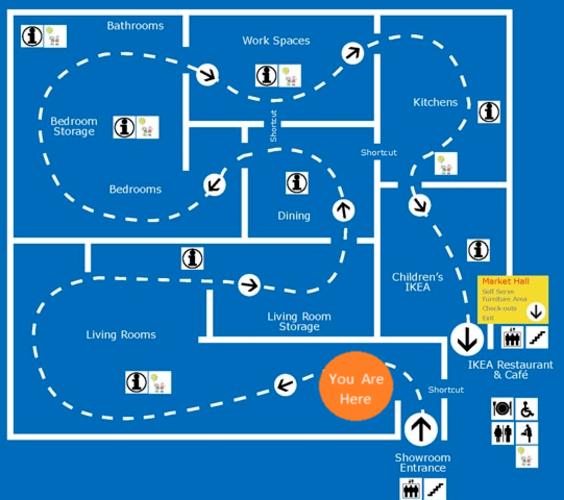 Bathrooms
Work Spaces
Kitchens
Bedroom
Storage
Shortcut
Shortcut
Bedrooms
Dining
Children's
IKEA
Market Hall
Self Serve
Furniture Area
Check-outs
Exit
Living Room
Storage
Living Rooms
IKEA Restaurant
& Café
You Are
Here
Shortcut
Showroom
Entrance